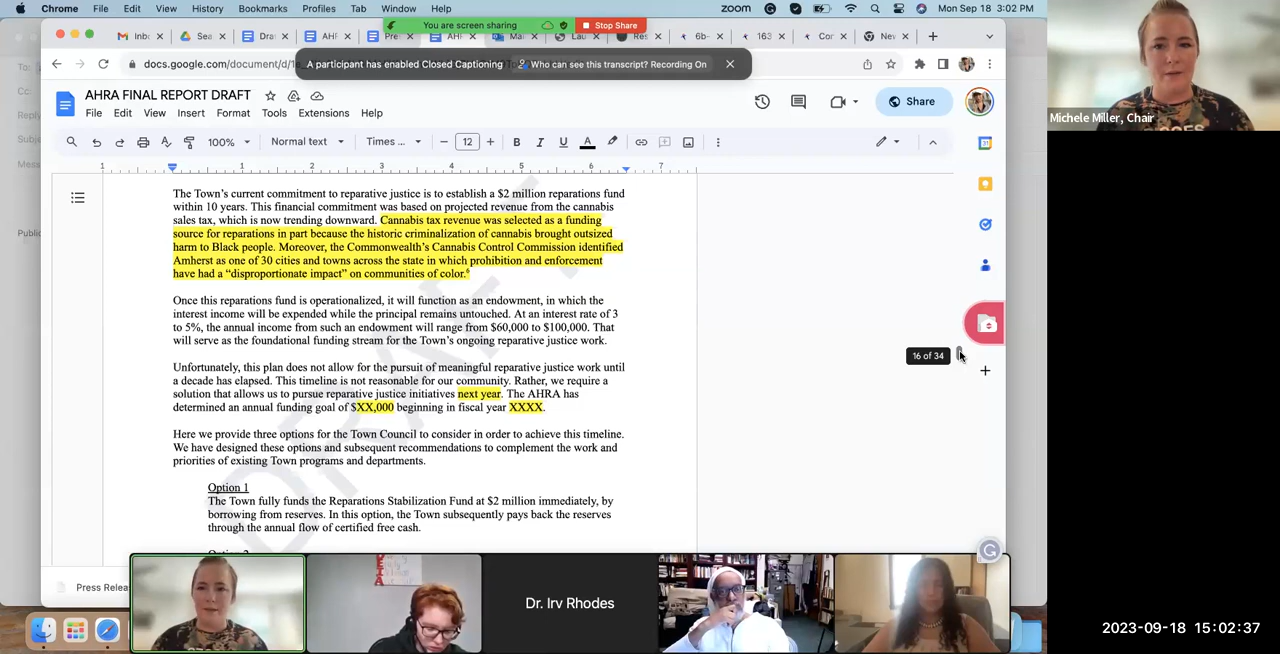 Chrome File Edit View History Bookmarks Profiles Tab Window Help zoom Mon Sep 18 3:02 PM
You are screen sharing Stop Share
docs.google.com/document/d/1e
A participant has enabled Closed Captioning Who can see this transcript? Recording On
AHRA FINAL REPORT DRAFT
File Edit View Insert Format Tools Extensions Help
Share
100% Normal text Times ... 12 B I U A
1 1 2 3 4 5 6 7
The Town's current commitment to reparative justice is to establish a $2 million reparations fund
within 10 years. This financial commitment was based on projected revenue from the cannabis
sales tax, which is now trending downward. Cannabis tax revenue was selected as a funding
source for reparations in part because the historic criminalization of cannabis brought outsized
harm to Black people. Moreover, the Commonwealth's Cannabis Control Commission identified
Amherst as one of 30 cities and towns across the state in which prohibition and enforcement
have had a "disproportionate impact" on communities of color.6
Once this reparations fund is operationalized, it will function as an endowment, in which the
interest income will be expended while the principal remains untouched. At an interest rate of 3
to 5%, the annual income from such an endowment will range from $60,000 to $100,000. That
will serve as the foundational funding stream for the Town's ongoing reparative justice work.
Unfortunately, this plan does not allow for the pursuit of meaningful reparative justice work until
a decade has elapsed. This timeline is not reasonable for our community. Rather, we require a
solution that allows us to pursue reparative justice initiatives next year. The AHRA has
determined an annual funding goal of $XX,000 beginning in fiscal year XXXX.
Here we provide three options for the Town Council to consider in order to achieve this timeline.
We have designed these options and subsequent recommendations to complement the work and
priorities of existing Town programs and departments.
Option 1
The Town fully funds the Reparations Stabilization Fund at $2 million immediately, by
borrowing from reserves. In this option, the Town subsequently pays back the reserves
through the annual flow of certified free cash.
DRAFT
16 of 34
Press Relea
Dr. Irv Rhodes
Michele Miller, Chair
2023-09-18 15:02:37